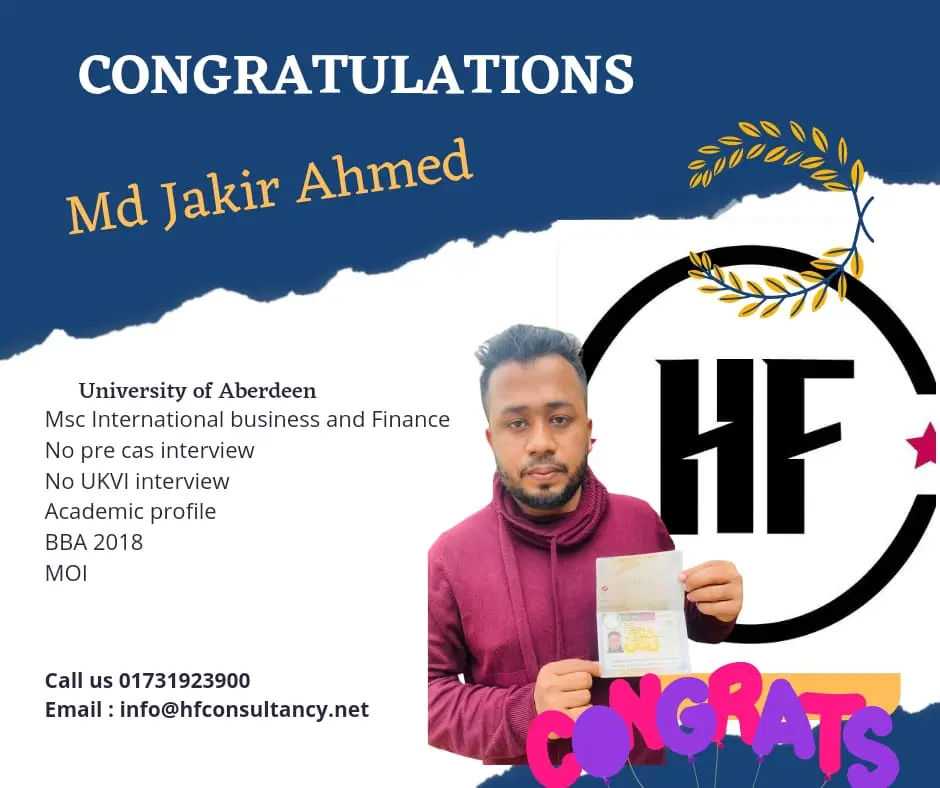 CONGRATULATIONS
Md Jakir Ahmed
HF
University of Aberdeen
Msc International business and Finance
No pre cas interview
No UKVI interview
Academic profile
BBA 2018
MOI
Call us 01731923900
Email : info@hfconsultancy.net
CONGRATS